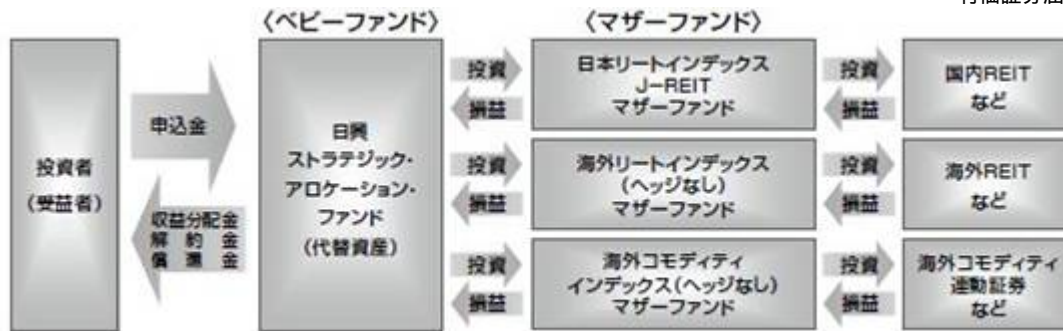 〈ベビーファンド〉
〈マザーファンド〉
投資者
(受益者)
申込金
収益分配金
解約金
償還金
日興
ストラテジック・
アロケーション・
ファンド
(代替資産)
投資
損益
日本リートインデックス
J-REIT
マザーファンド
投資
損益
国内REIT
など
投資
損益
海外リートインデックス
(ヘッジなし)
マザーファンド
投資
損益
海外REIT
など
投資
損益
海外コモディティ
インデックス(ヘッジなし)
マザーファンド
投資
損益
海外コモディティ
連動証券
など